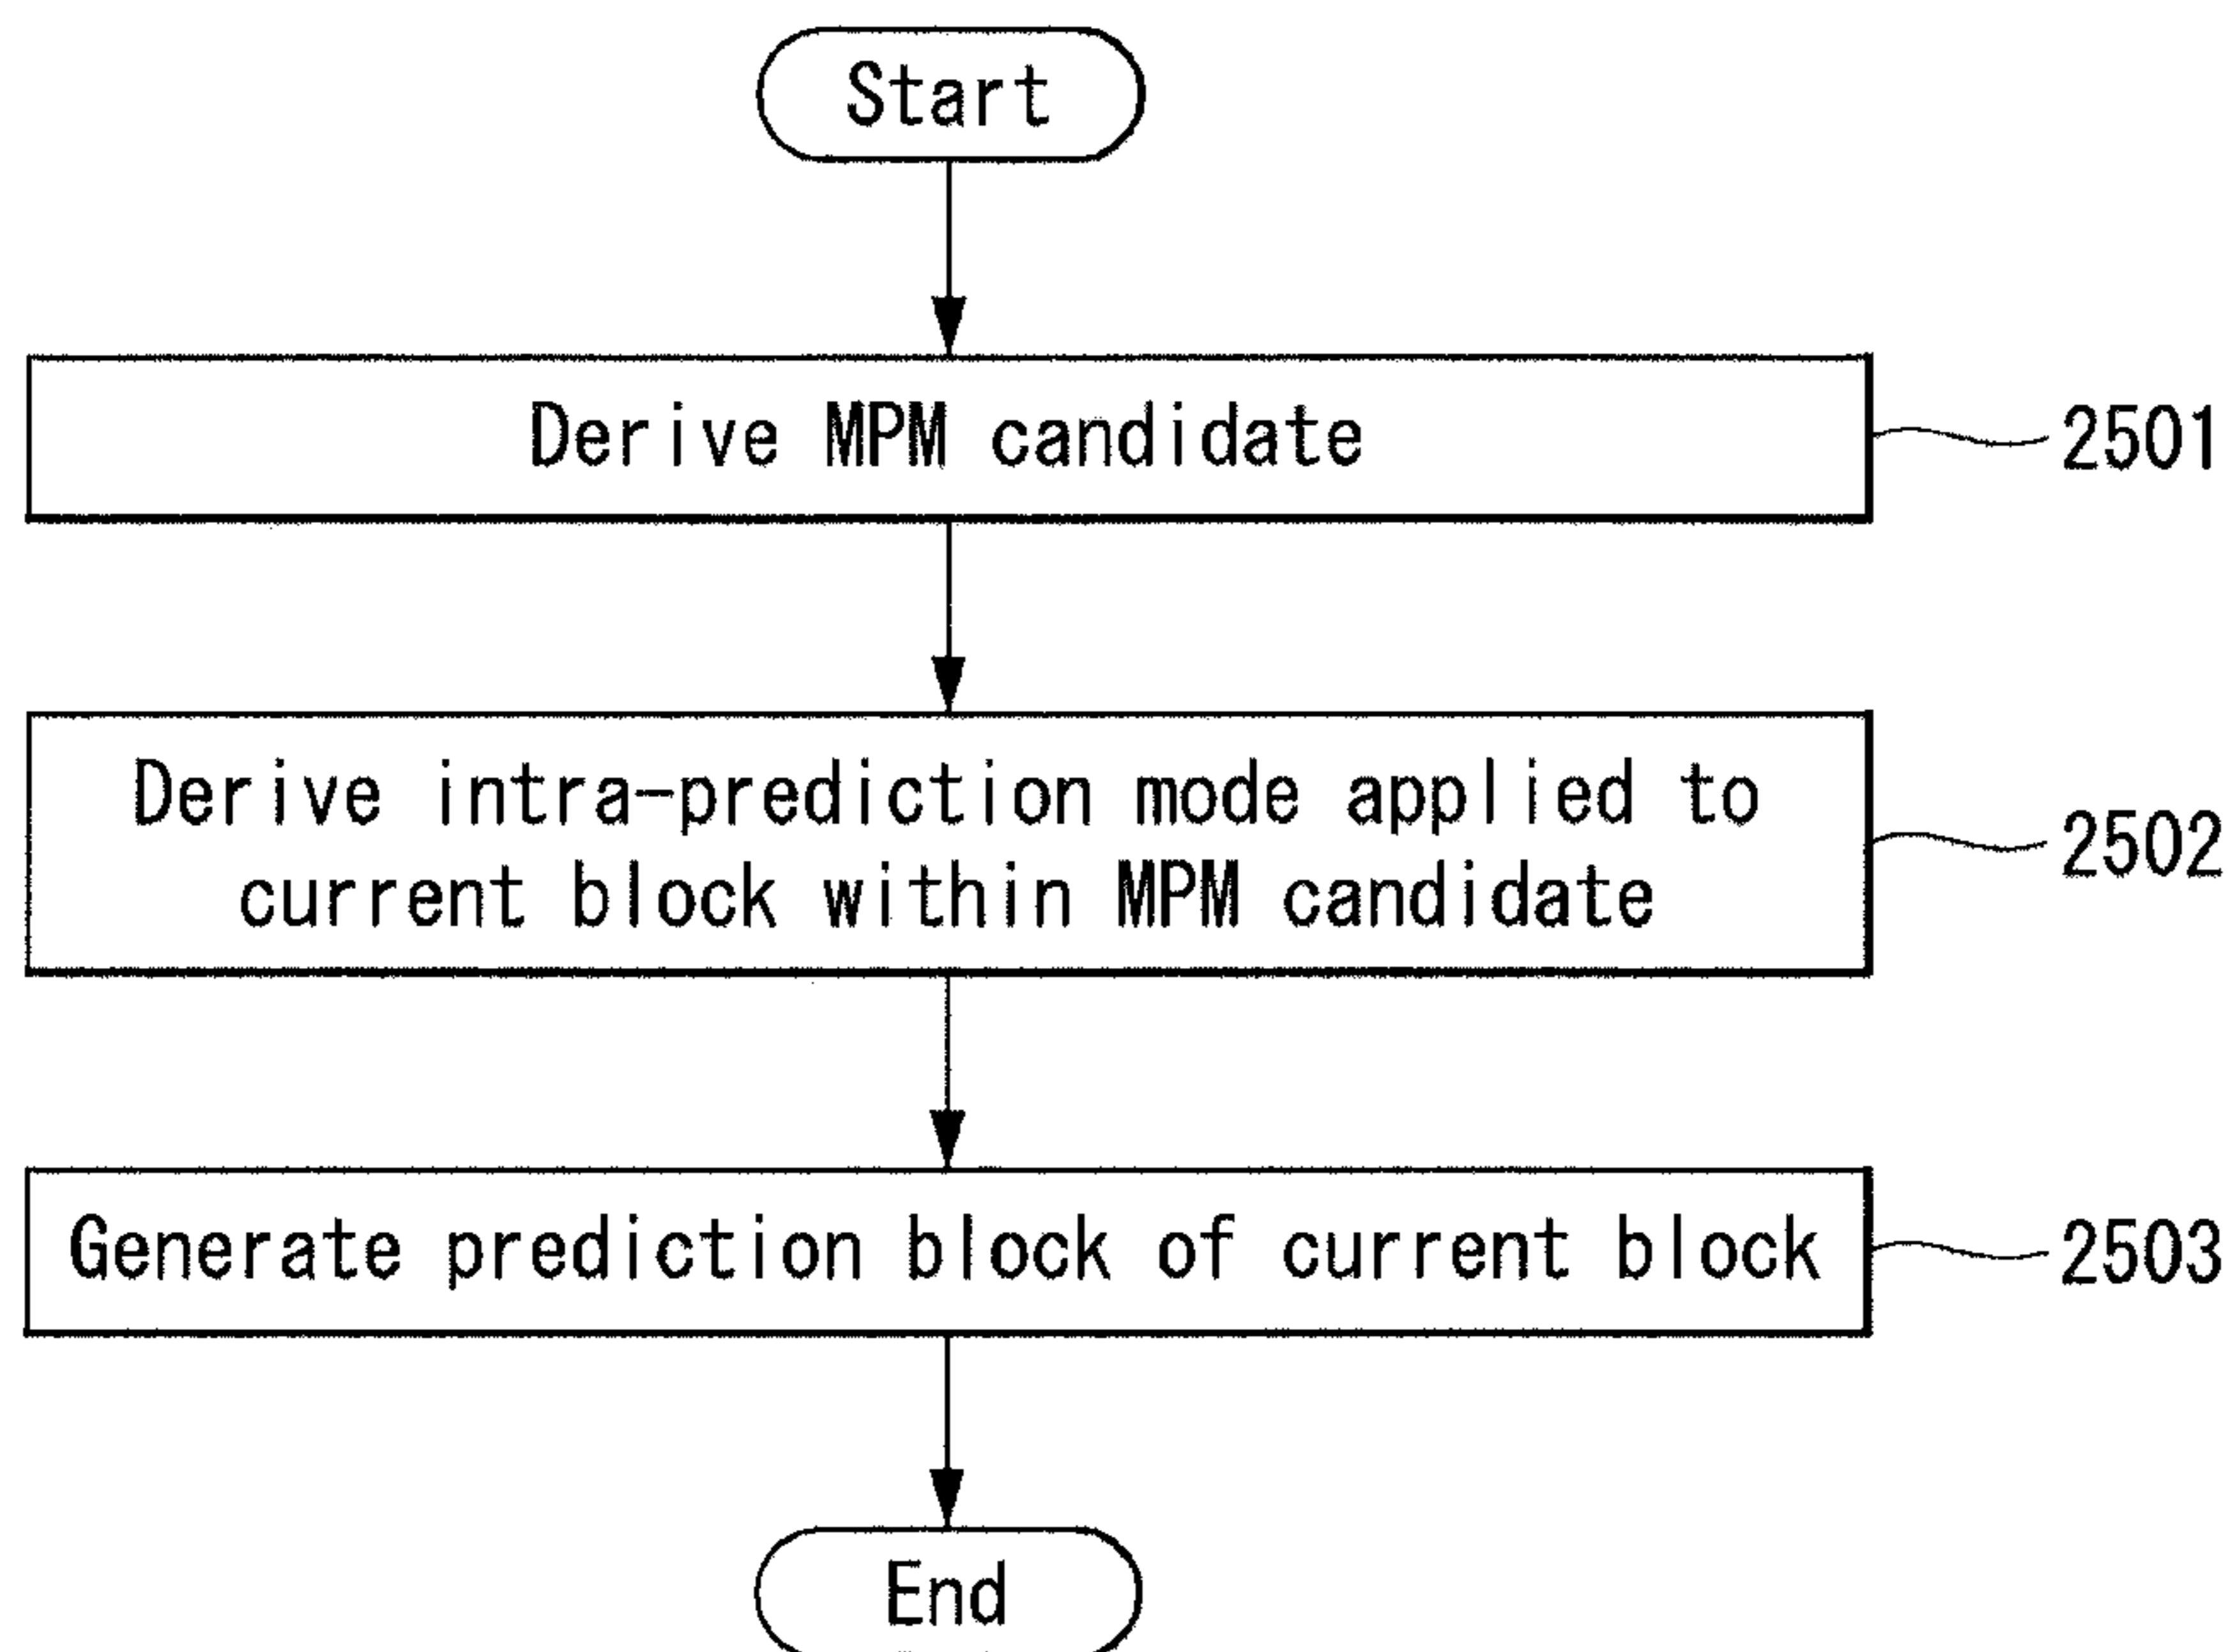 Start
Derive MPM candidate
2501
Derive intra-prediction mode applied to
current block within MPM candidate
2502
Generate prediction block of current block
2503
End